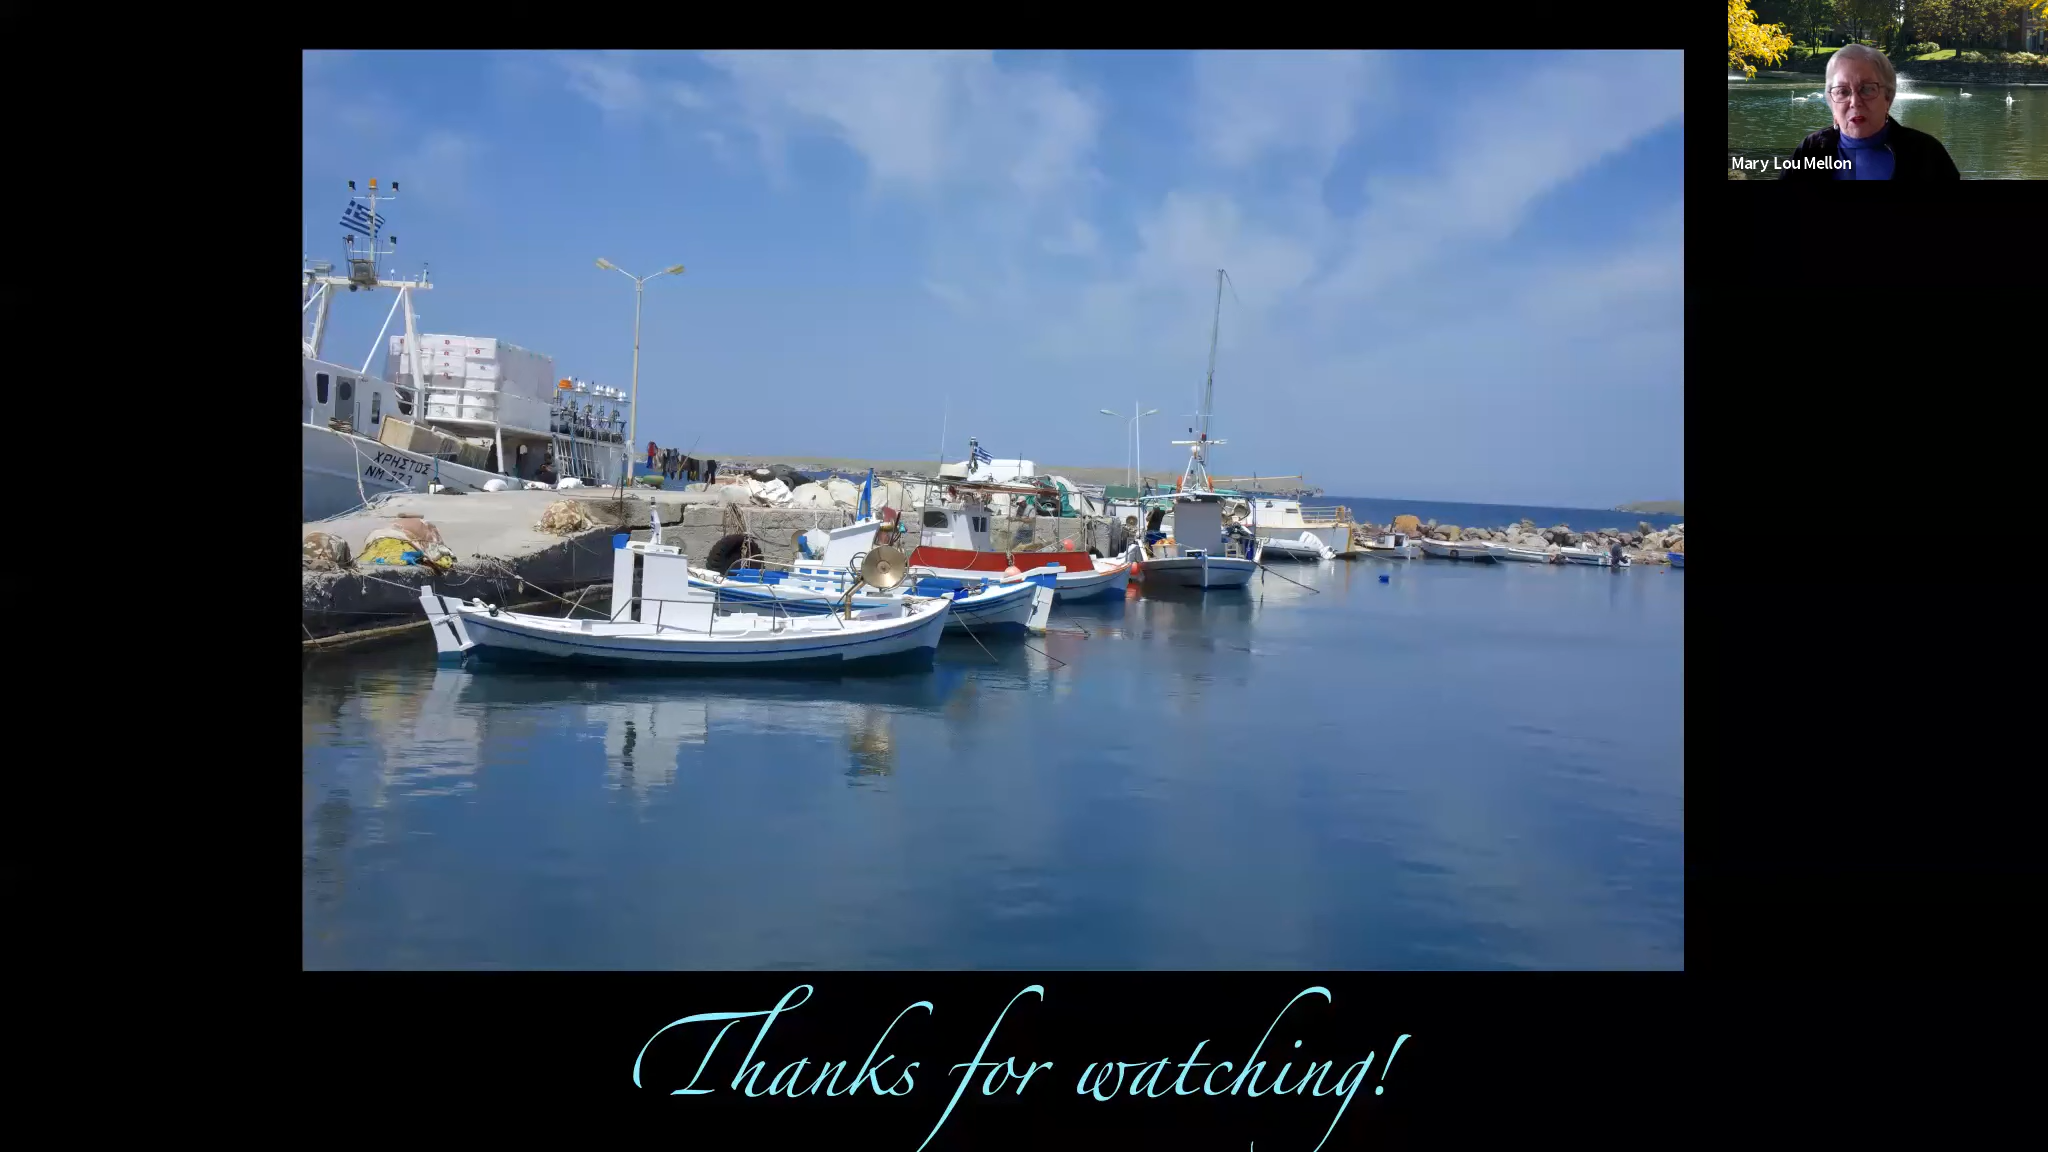 Mary Lou Mellon
ΧΡΗΣΤΟΣ
Thanks for watching!